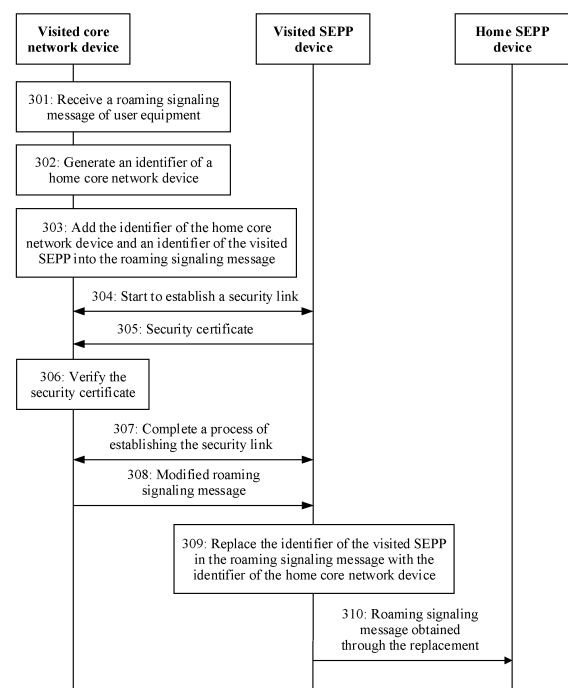 Visited core
network device
Visited SEPP
device
Home SEPP
device
301: Receive a roaming signaling
message of user equipment
302: Generate an identifier of a
home core network device
303: Add the identifier of the home core
network device and an identifier of the visited
SEPP into the roaming signaling message
304: Start to establish a security link
305: Security certificate
306: Verify the
security certificate
307: Complete a process of
establishing the security link
308: Modified roaming
signaling message
309: Replace the identifier of the visited SEPP
in the roaming signaling message with the
identifier of the home core network device
310: Roaming signaling
message obtained
through the replacement